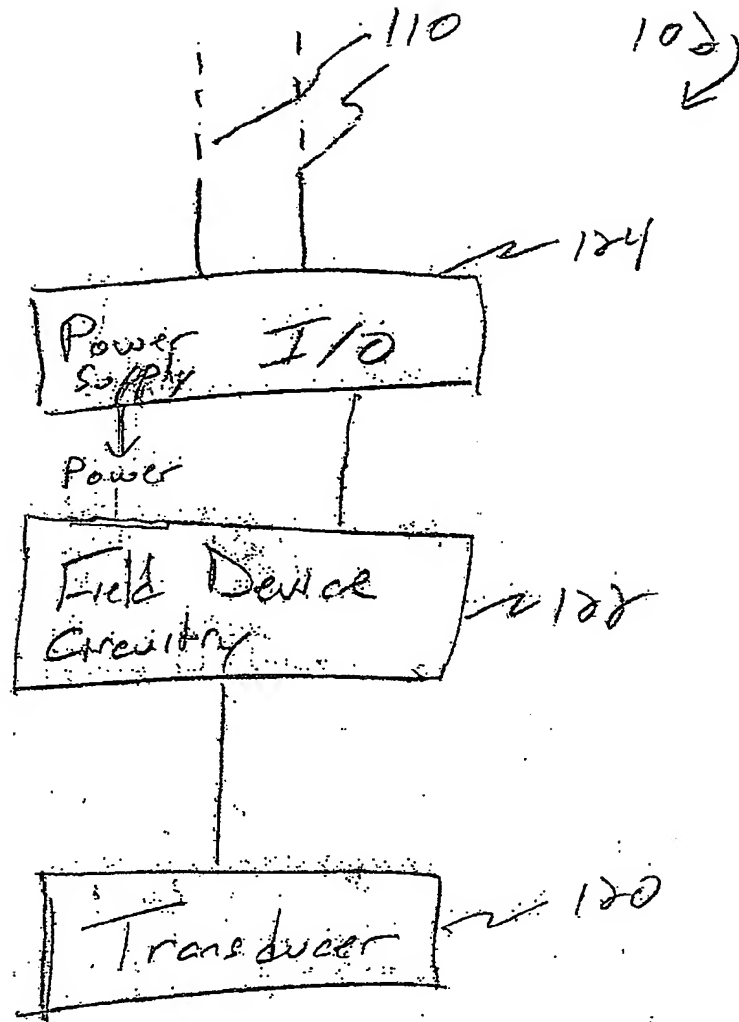 110
102
124
Power I/O
Supply
Power
Field Device
Circuitry
122
Transducer
120